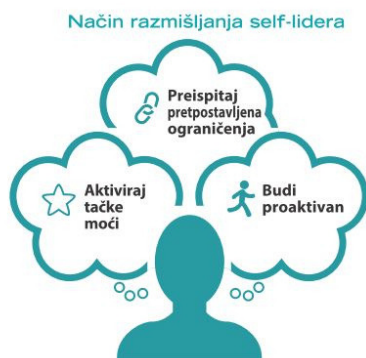 Način razmišljanja self-lidera
Preispitaj
pretpostavljena
ograničenja
Aktiviraj
tačke
moći
Budi
proaktivan